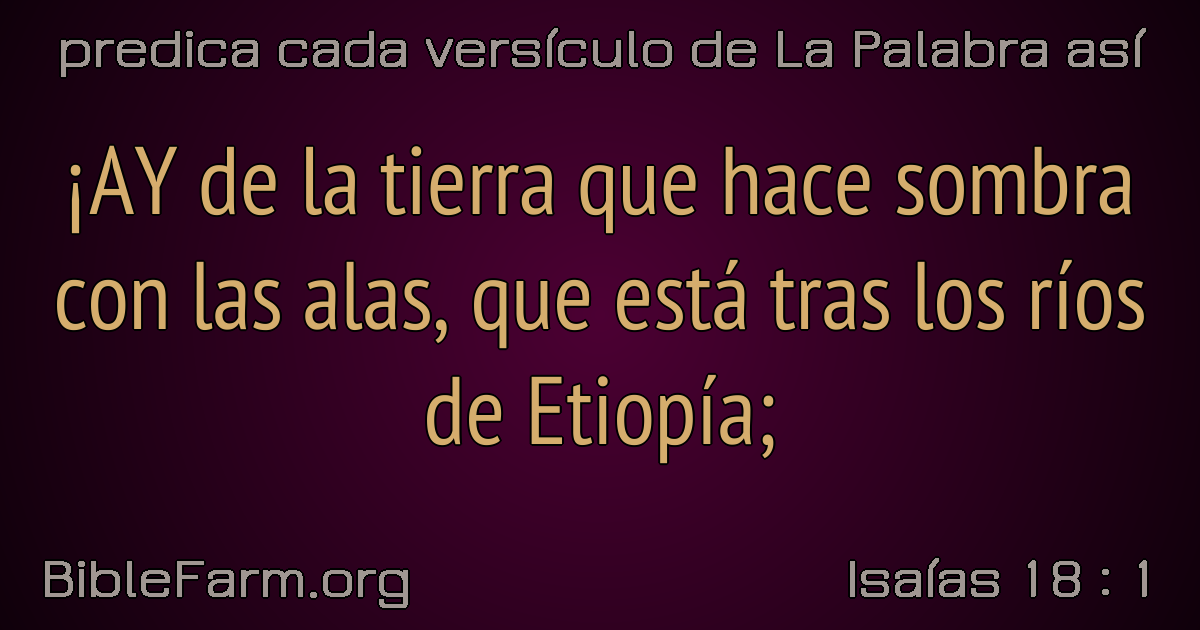 predica cada versículo de La Palabra así
¡AY de la tierra que hace sombra
con las alas, que está tras los ríos
de Etiopía;
BibleFarm.org
Isaías 18 : 1